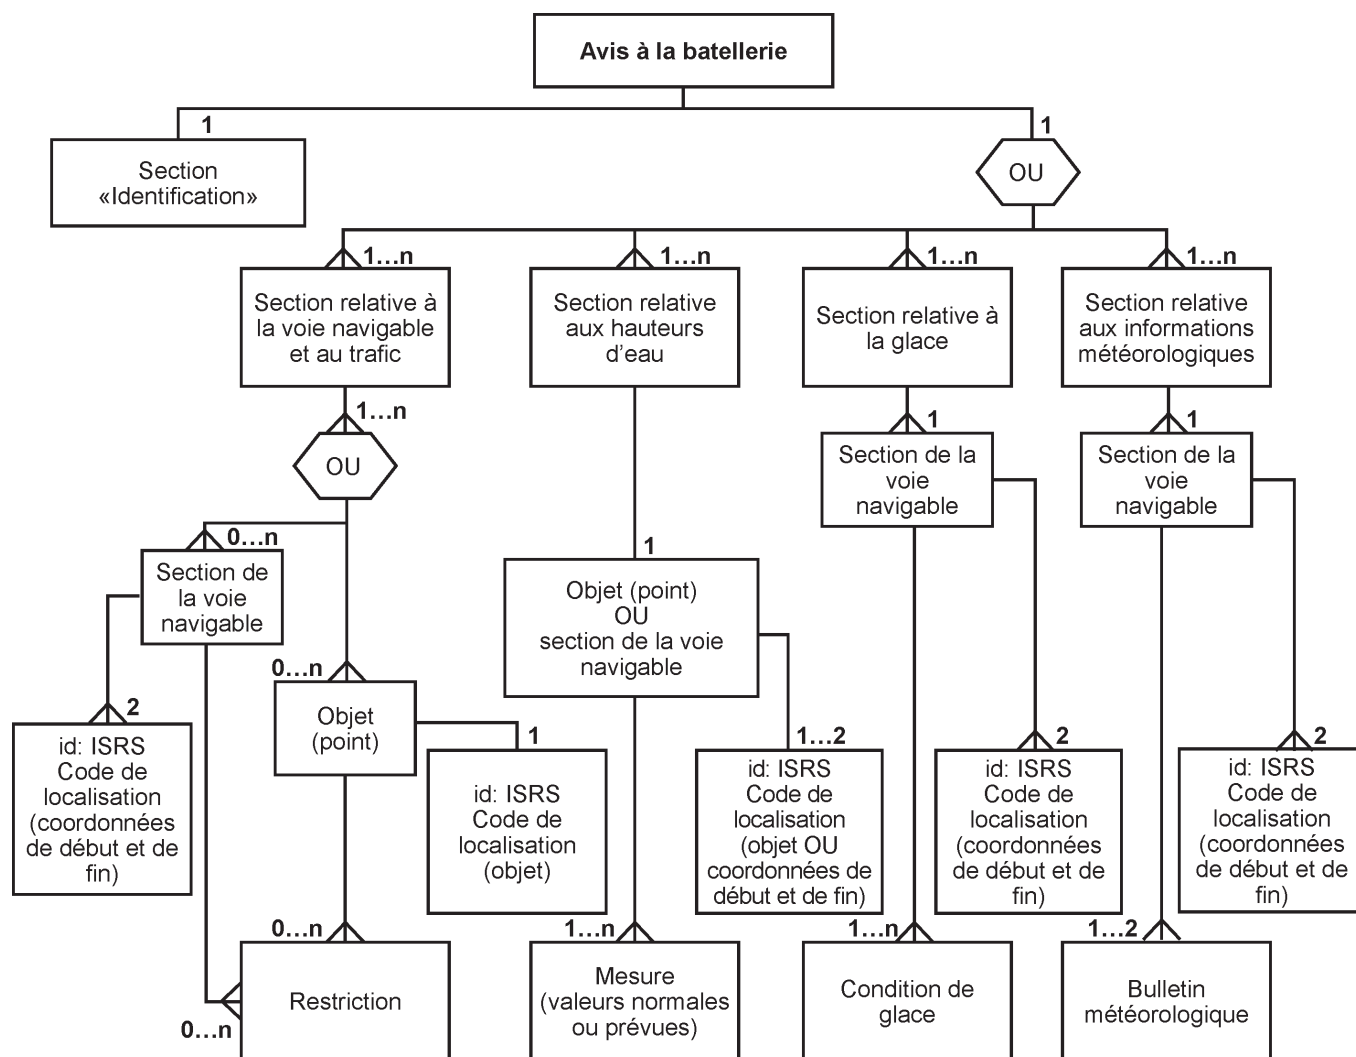 Avis à la batellerie
1
1
Section
«Identification»
OU
1…n
1…n
1…n
1…n
Section relative à
la voie navigable
et au trafic
Section relative
aux hauteurs
d’eau
Section relative à
la glace
Section relative
aux informations
météorologiques
1…n
1
1
OU
Section de la
voie
navigable
Section de la
voie
navigable
0…n
Section de
la voie
navigable
1
Objet (point)
OU
section de la voie
navigable
0…n
Objet
(point)
2
1
1…2
2
2
id: ISRS
Code de
localisation
(coordonnées
de début et de
fin)
id: ISRS
Code de
localisation
(objet)
id: ISRS
Code de
localisation
(objet OU
coordonnées de
début et de fin)
id: ISRS
Code de
localisation
(coordonnées
de début et de
fin)
id: ISRS
Code de
localisation
(coordonnées
de début et de
fin)
0…n
1…n
1…n
1…2
0…n
Restriction
Mesure
(valeurs normales
ou prévues)
Condition de
glace
Bulletin
météorologique